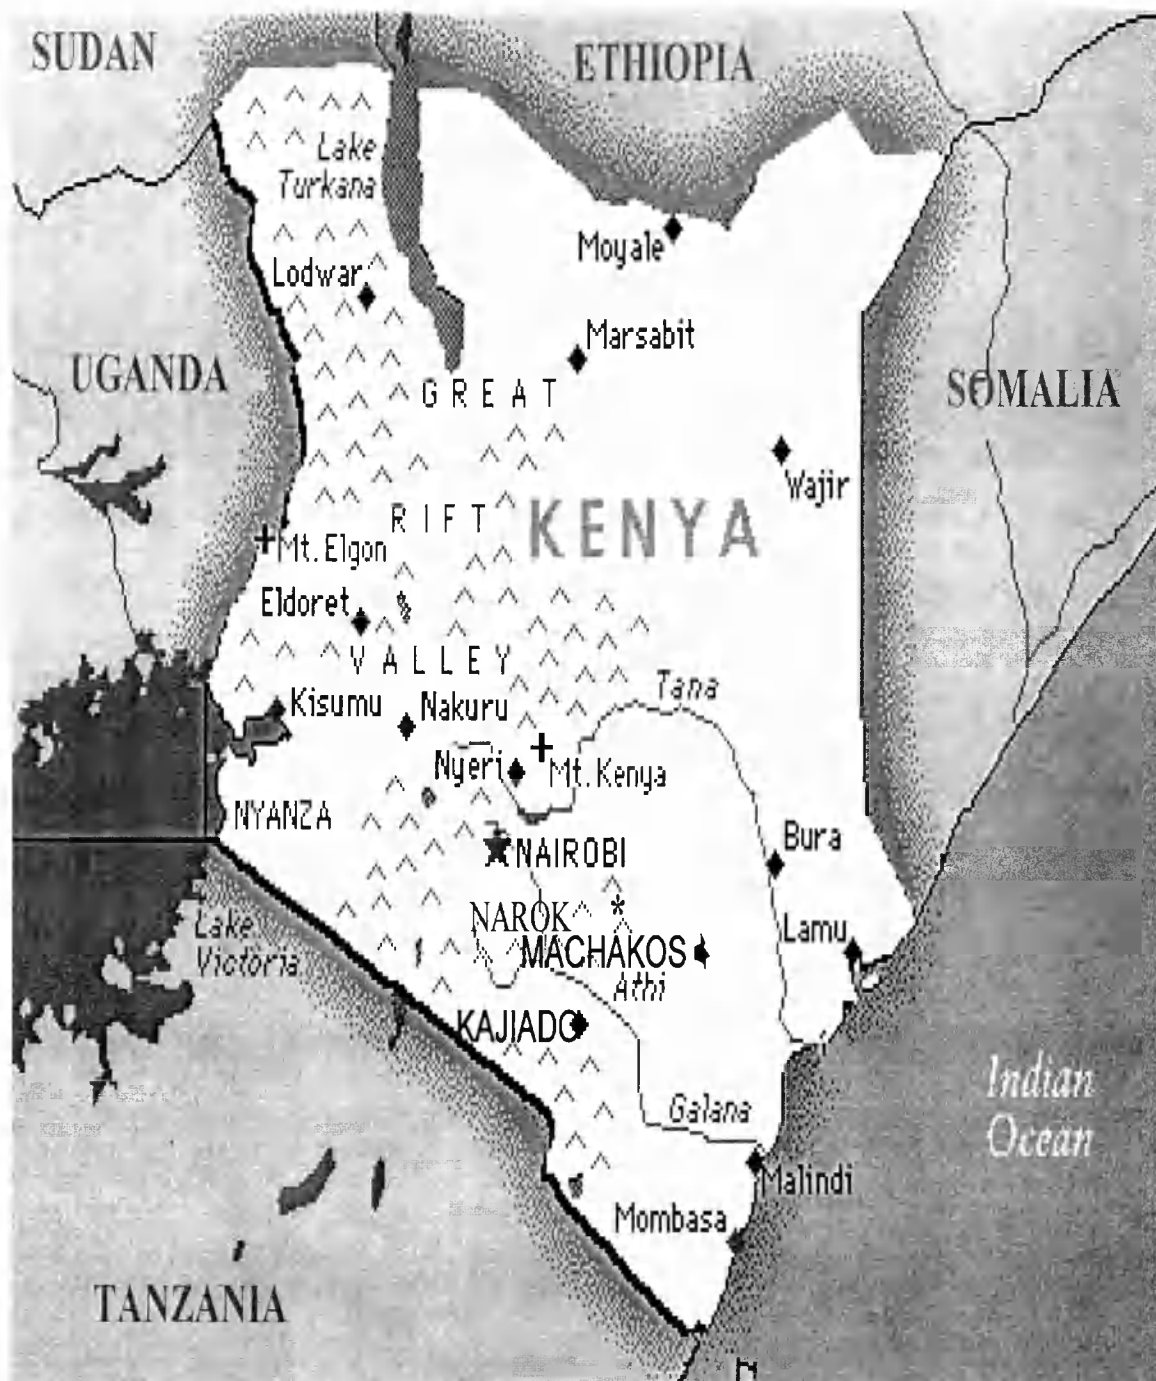 SUDAN
ETHIOPIA
Lake
Turkana
Moyale
Lodwar
Marsabit
UGANDA
GREAT
SOMALIA
Wajir
RIFT
KENYA
Mt. Elgon
Eldoret
VALLEY
Tana
Kisumu
Nakuru
Nyeri
Mt. Kenya
NYANZA
Bura
NAIROBI
NAROK
*
Lake
Victoria
MACHAKOS
Lamu
Athi
KAJIADO
Indian
Ocean
Galana
Malindi
Mombasa
TANZANIA